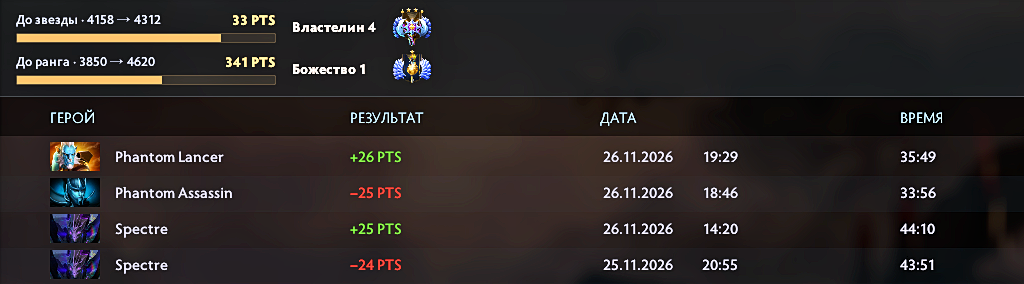 До звезды · 4158 → 4312 33 PTS Властелин 4
До ранга · 3850 → 4620 341 PTS Божество 1
ГЕРОЙ РЕЗУЛЬТАТ ДАТА ВРЕМЯ
Phantom Lancer +26 PTS 26.11.2026 19:29 35:49
Phantom Assassin −25 PTS 26.11.2026 18:46 33:56
Spectre +25 PTS 26.11.2026 14:20 44:10
Spectre −24 PTS 25.11.2026 20:55 43:51